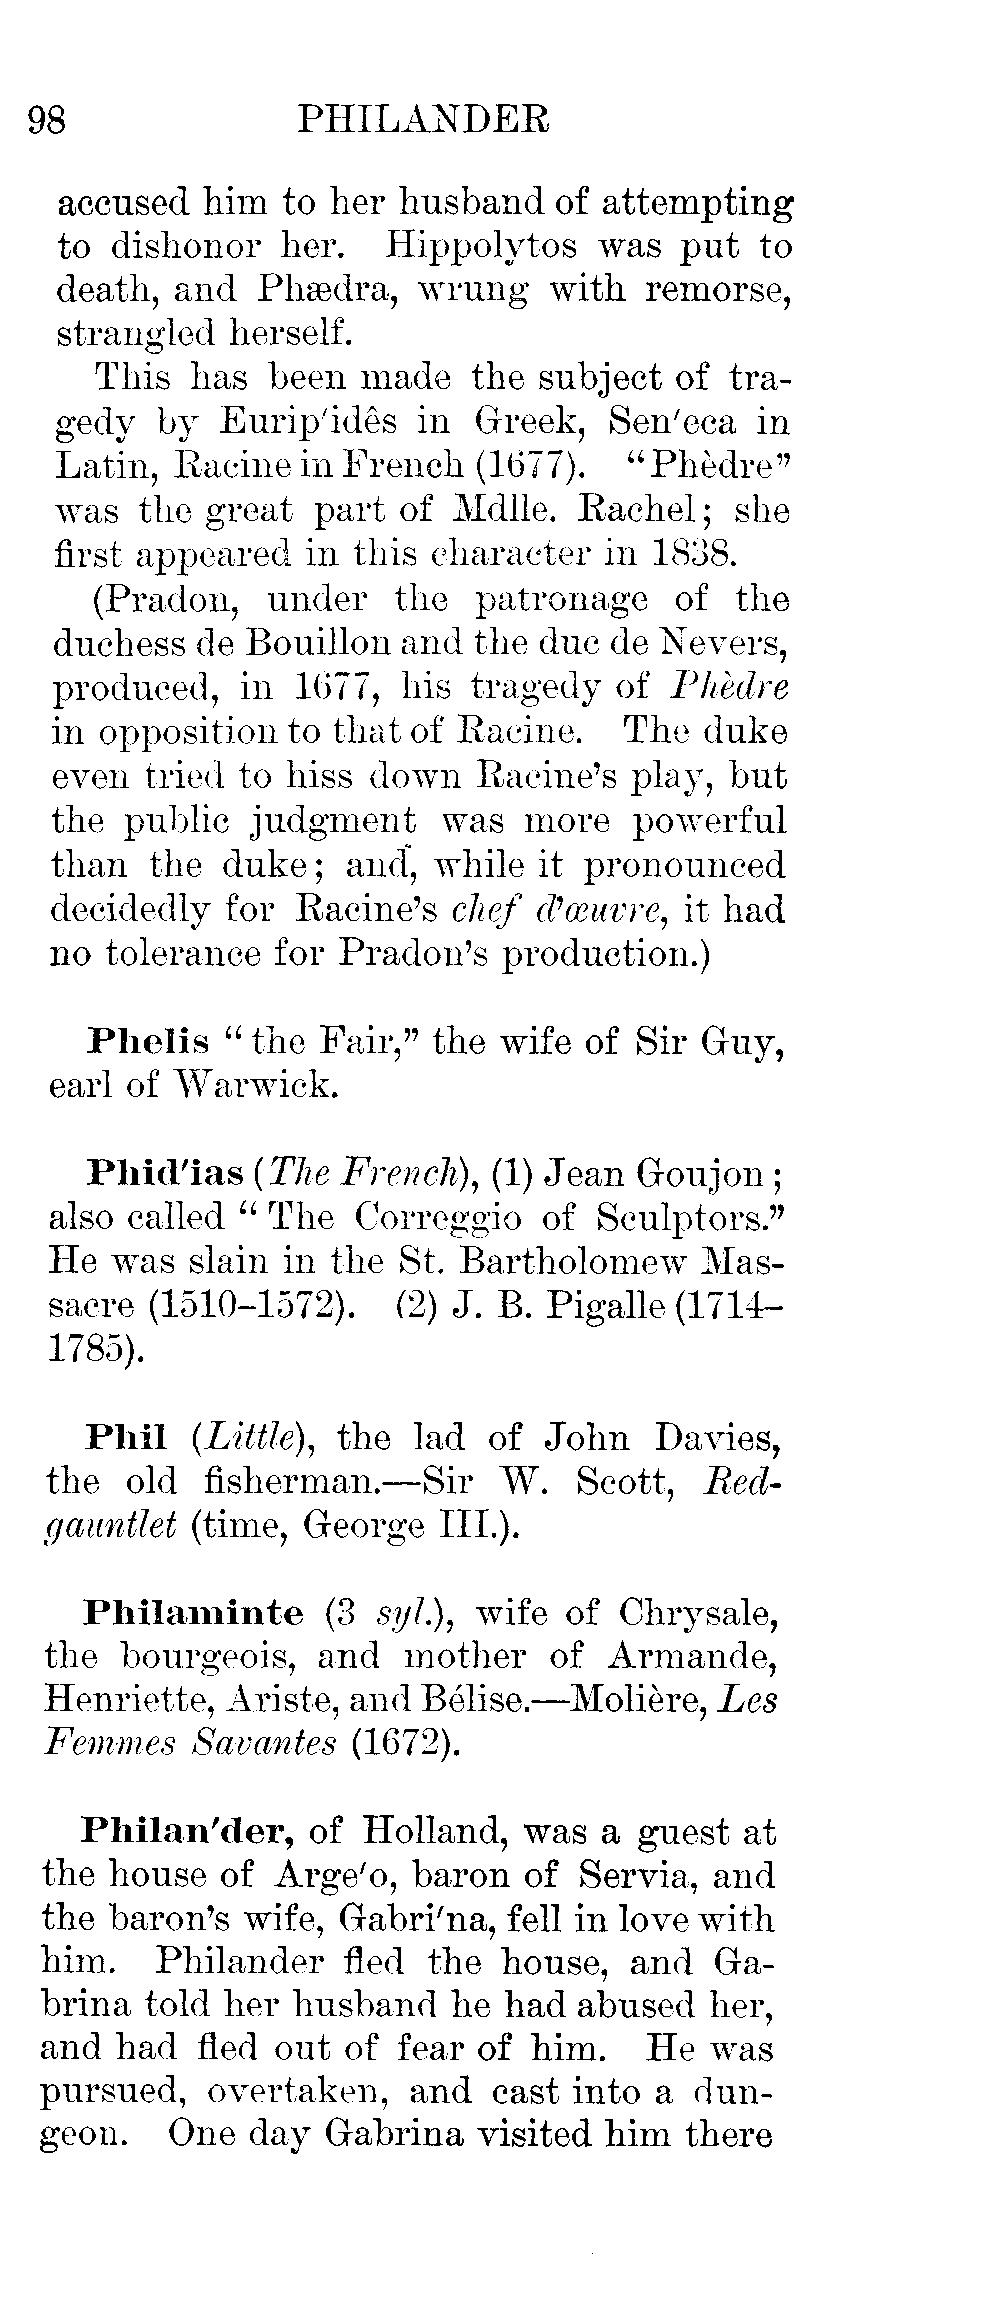 98 PHILANDER
accused him to her husband of attempting
to dishonor her. Hippolytos was put to
death, and Phædra, wrung with remorse,
strangled herself.
This has been made the subject of tra-
gedy by Eurip'idês in Greek, Sen'eca in
Latin, Racine in French (1677). “Phèdre”
was the great part of Mdlle. Rachel; she
first appeared in this character in 1838.
(Pradon, under the patronage of the
duchess de Bouillon and the duc de Nevers,
produced, in 1677, his tragedy of Phèdre
in opposition to that of Racine. The duke
even tried to hiss down Racine’s play, but
the public judgment was more powerful
than the duke; and, while it pronounced
decidedly for Racine’s chef d’œuvre, it had
no tolerance for Pradon’s production.)
Phelis “the Fair,” the wife of Sir Guy,
earl of Warwick.
Phid'ias (The French), (1) Jean Goujon;
also called “The Correggio of Sculptors.”
He was slain in the St. Bartholomew Mas-
sacre (1510–1572). (2) J. B. Pigalle (1714–
1785).
Phil (Little), the lad of John Davies,
the old fisherman.—Sir W. Scott, Red-
gauntlet (time, George III.).
Philaminte (3 syl.), wife of Chrysale,
the bourgeois, and mother of Armande,
Henriette, Ariste, and Bélise.—Molière, Les
Femmes Savantes (1672).
Philan'der, of Holland, was a guest at
the house of Arge'o, baron of Servia, and
the baron’s wife, Gabri'na, fell in love with
him. Philander fled the house, and Ga-
brina told her husband he had abused her,
and had fled out of fear of him. He was
pursued, overtaken, and cast into a dun-
geon. One day Gabrina visited him there